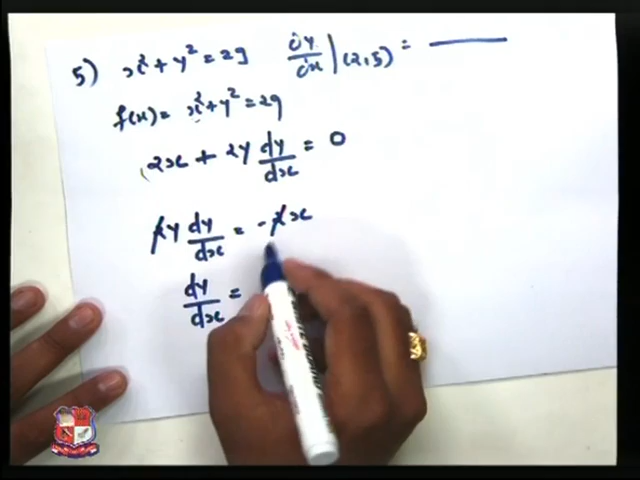 5) x² + y² = 29 dy/dx |(2,5) = ____
f(x) = x² + y² = 29
2x + 2y dy/dx = 0
2y dy/dx = -2x
dy/dx =